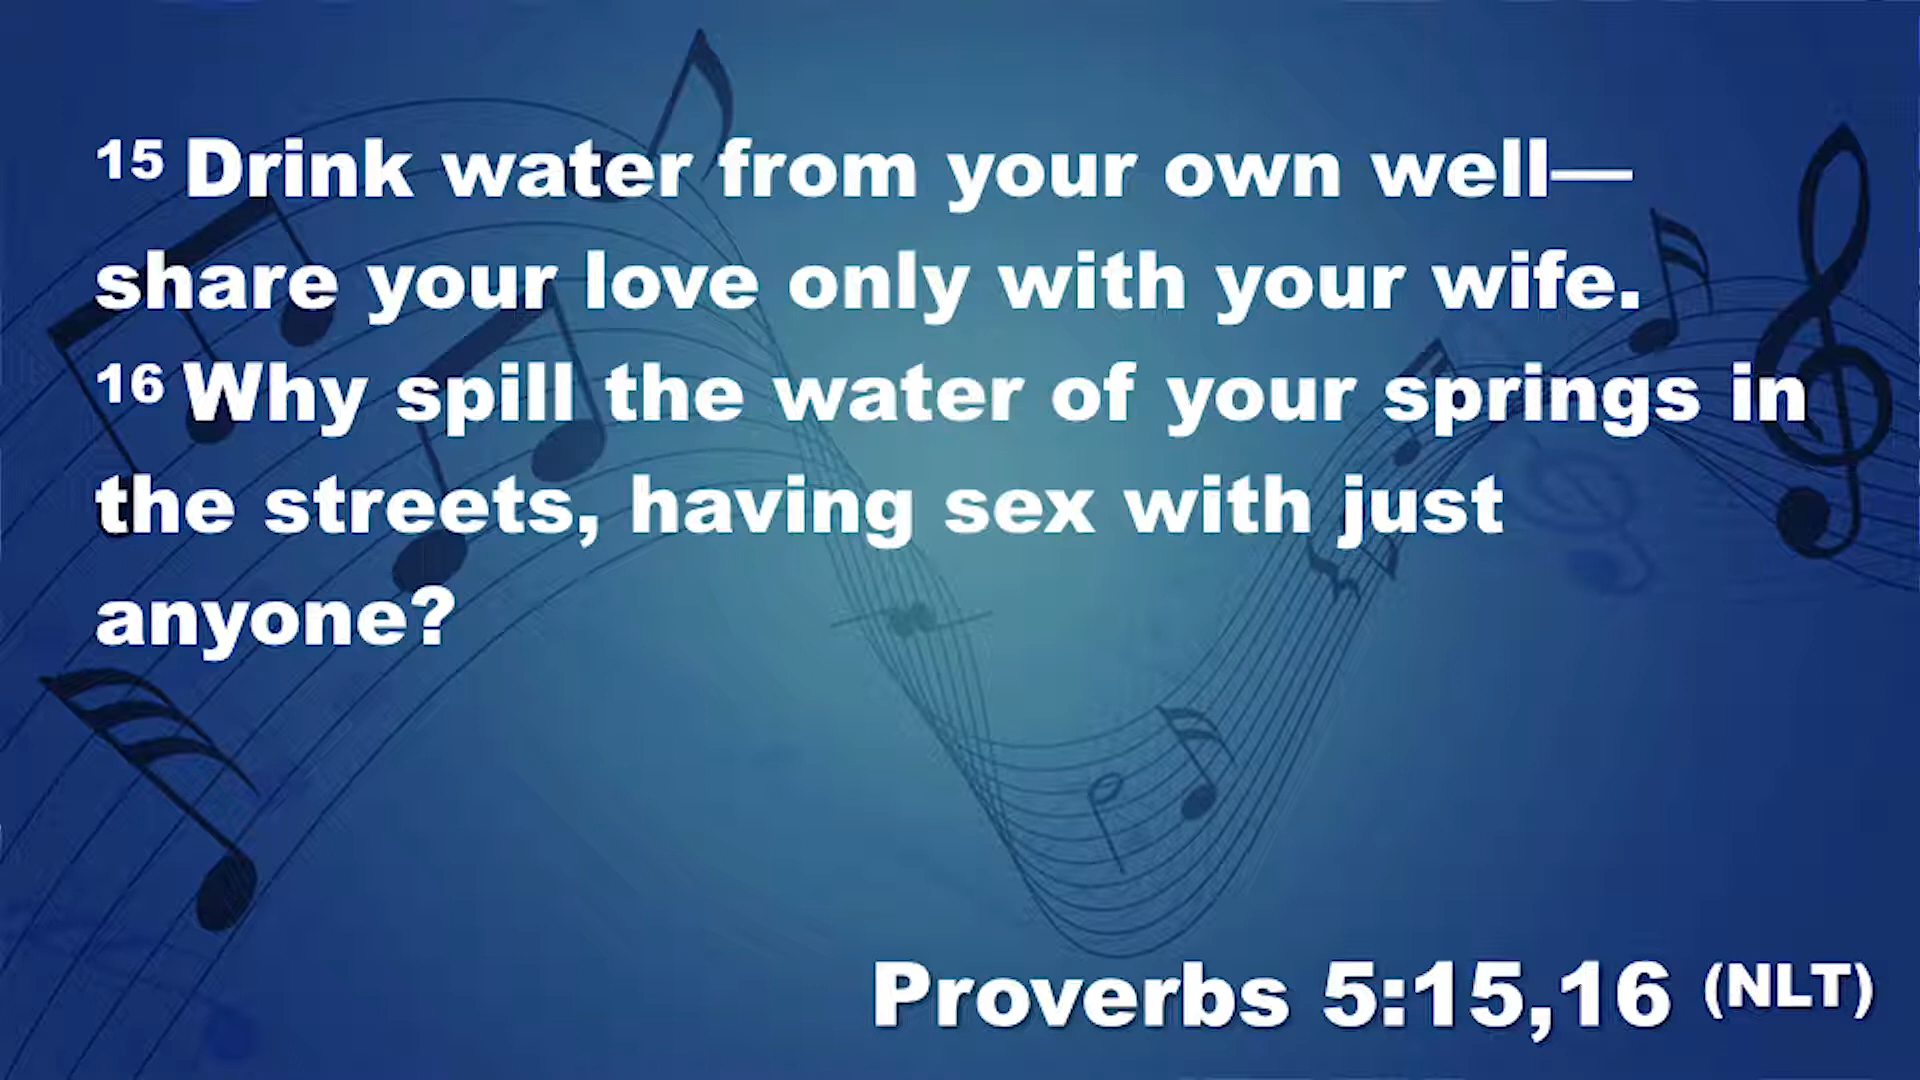 15 Drink water from your own well—
share your love only with your wife.
16 Why spill the water of your springs in
the streets, having sex with just
anyone?
Proverbs 5:15,16 (NLT)